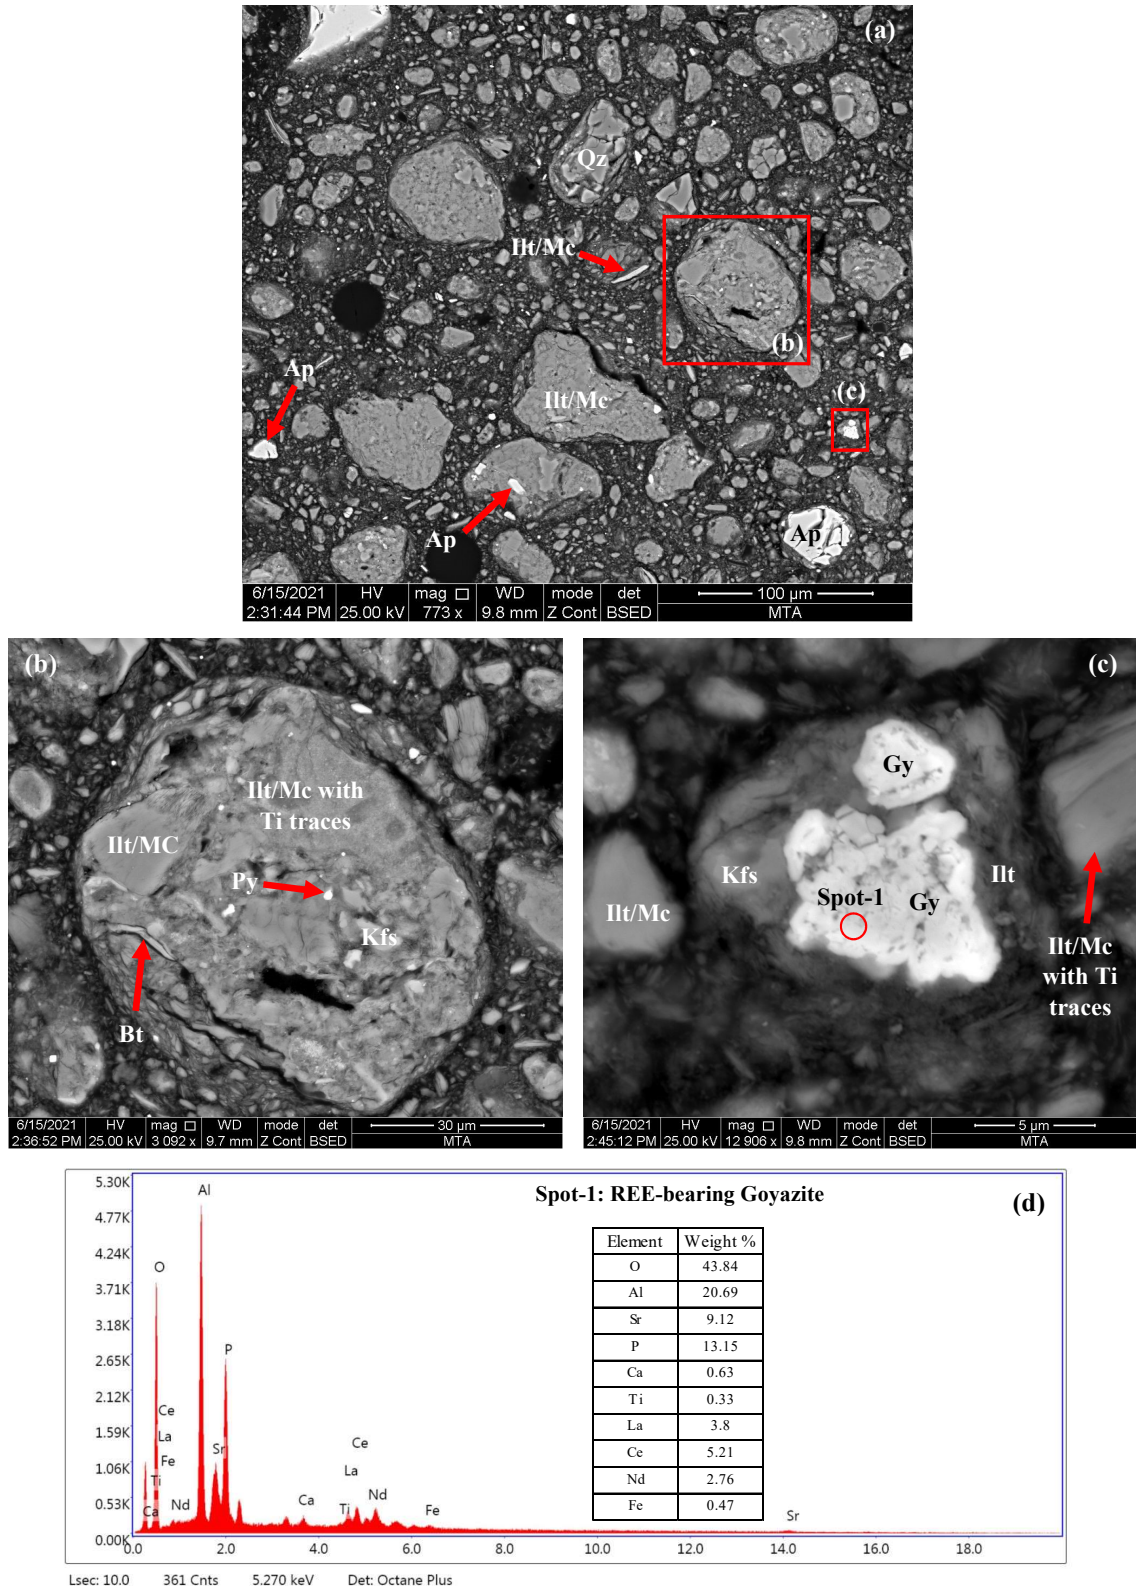 (a)
Qz
Ilt/Mc
(b)
Ap
(c)
Ilt/Mc
Ap
Ap
6/15/2021 HV mag □ WD mode det 100 µm
2:31:44 PM 25.00 kV 773 x 9.8 mm Z Cont BSED MTA
(b)
Ilt/Mc with
Ti traces
Ilt/MC
Py
Kfs
Bt
6/15/2021 HV mag □ WD mode det 30 µm
2:36:52 PM 25.00 kV 3 092 x 9.7 mm Z Cont BSED MTA
(c)
Gy
Kfs
Ilt
Spot-1
Gy
Ilt/Mc
Ilt/Mc
with Ti
traces
6/15/2021 HV mag □ WD mode det 5 µm
2:45:12 PM 25.00 kV 12 906 x 9.8 mm Z Cont BSED MTA
Spot-1: REE-bearing Goyazite
(d)
Element Weight %
O 43.84
Al 20.69
Sr 9.12
P 13.15
Ca 0.63
Ti 0.33
La 3.8
Ce 5.21
Nd 2.76
Fe 0.47
5.30K
4.77K
4.24K
3.71K
3.18K
2.65K
2.12K
1.59K
1.06K
0.53K
0.00K
Al
O
P
Ce
La
Fe
Ti
Ca
Nd
Sr
Ca
Ce
La
Ti
Nd
Fe
Sr
0.0 2.0 4.0 6.0 8.0 10.0 12.0 14.0 16.0 18.0
Lsec: 10.0 361 Cnts 5.270 keV Det: Octane Plus